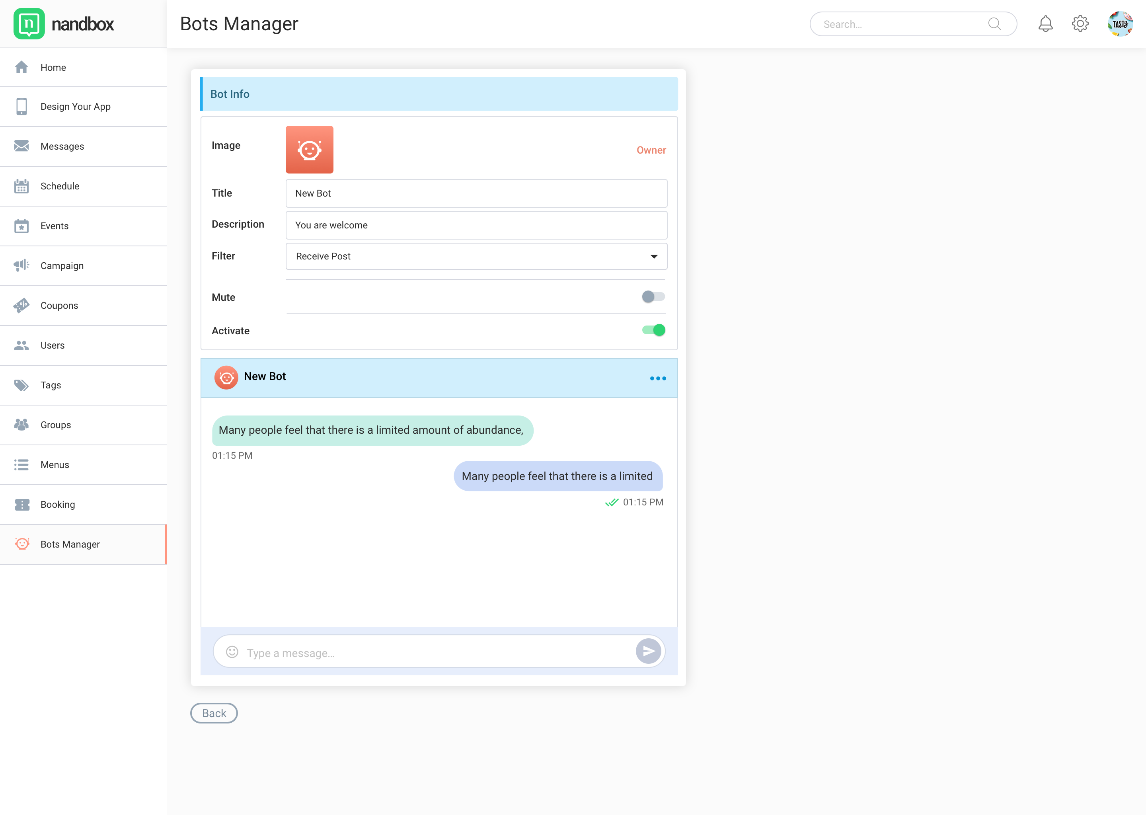 nandbox
Bots Manager
Search...
TASTY
Home
Design Your App
Messages
Schedule
Events
Campaign
Coupons
Users
Tags
Groups
Menus
Booking
Bots Manager
Bot Info
Image
Owner
Title
New Bot
Description
You are welcome
Filter
Receive Post
Mute
Activate
New Bot
Many people feel that there is a limited amount of abundance,
01:15 PM
Many people feel that there is a limited
01:15 PM
Type a message...
Back